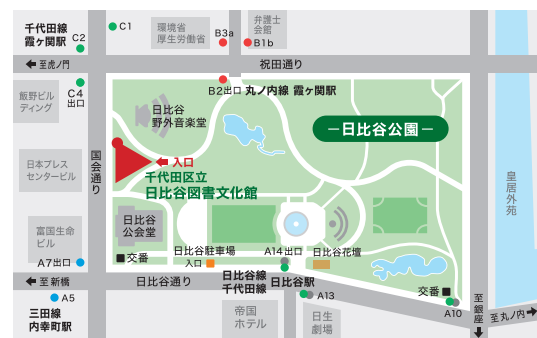 千代田線
霞ヶ関駅
C2
C1
環境省
厚生労働省
B3a
弁護士
会館
B1b
至虎ノ門
祝田通り
飯野ビル
ディング
C4
出口
B2出口 丸ノ内線 霞ヶ関駅
日比谷
野外音楽堂
日比谷公園
国会通り
入口
千代田区立
日比谷図書文化館
日本プレス
センタービル
皇居外苑
富国生命
ビル
日比谷
公会堂
A7出口
交番
日比谷駐車場
入口
A14出口
日比谷花壇
至新橋
日比谷通り
日比谷線
千代田線
日比谷駅
A13
交番
A10
至銀座
至丸ノ内
A5
三田線
内幸町駅
帝国
ホテル
日生
劇場